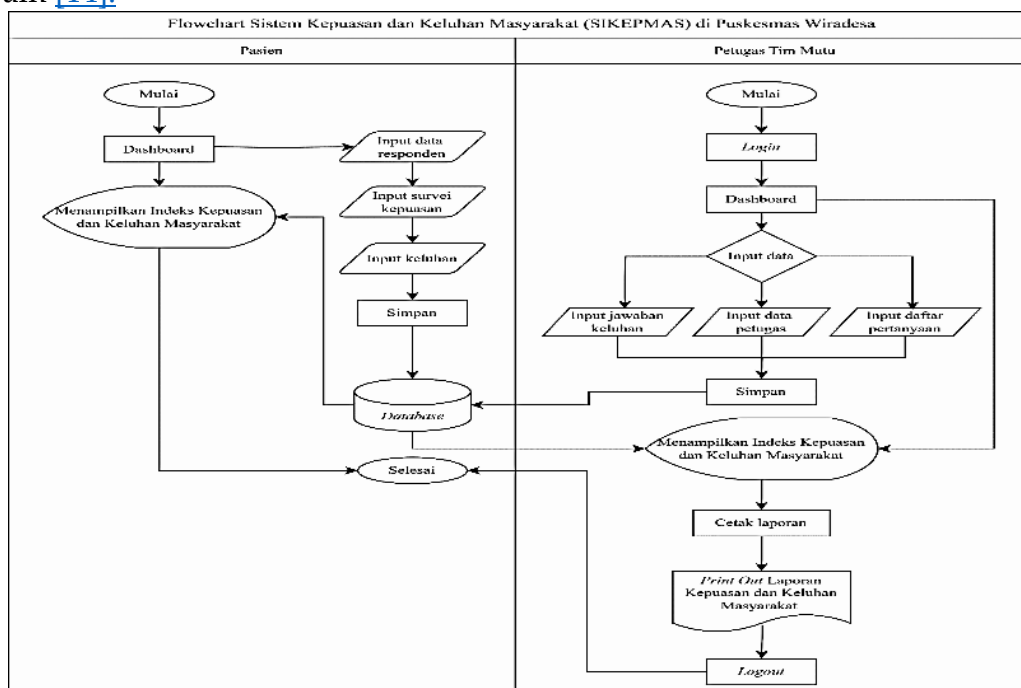 [11].
Flowchart Sistem Kepuasan dan Keluhan Masyarakat (SIKEPMAS) di Puskesmas Wiradesa
Pasien
Petugas Tim Mutu
Mulai
Dashboard
Input data
responden
Menampilkan Indeks Kepuasan
dan Keluhan Masyarakat
Input survei
kepuasan
Input keluhan
Simpan
Database
Selesai
Mulai
Login
Dashboard
Input data
Input jawaban
keluhan
Input data
petugas
Input daftar
pertanyaan
Simpan
Menampilkan Indeks Kepuasan
dan Keluhan Masyarakat
Cetak laporan
Print Out Laporan
Kepuasan dan Keluhan
Masyarakat
Logout